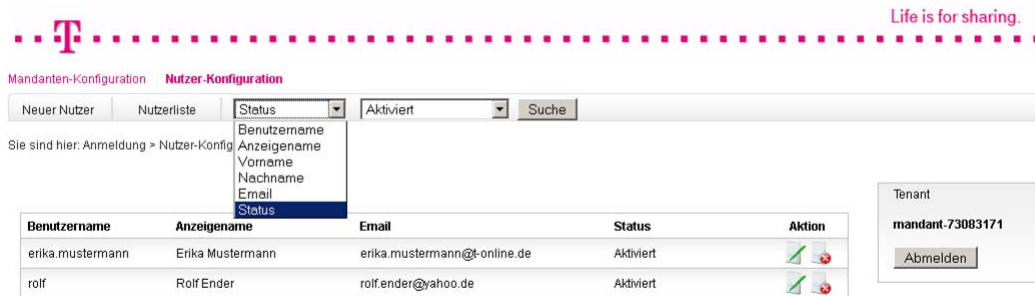 Life is for sharing.
T
Mandanten-Konfiguration Nutzer-Konfiguration
Neuer Nutzer Nutzerliste Status Aktiviert Suche
Benutzername
Sie sind hier: Anmeldung > Nutzer-Konfig Anzeigename
Vorname
Nachname
Email
Status
Tenant
mandant-73083171
Abmelden
Benutzername Anzeigename Email Status Aktion
erika.mustermann Erika Mustermann erika.mustermann@t-online.de Aktiviert
rolf Rolf Ender rolf.ender@yahoo.de Aktiviert